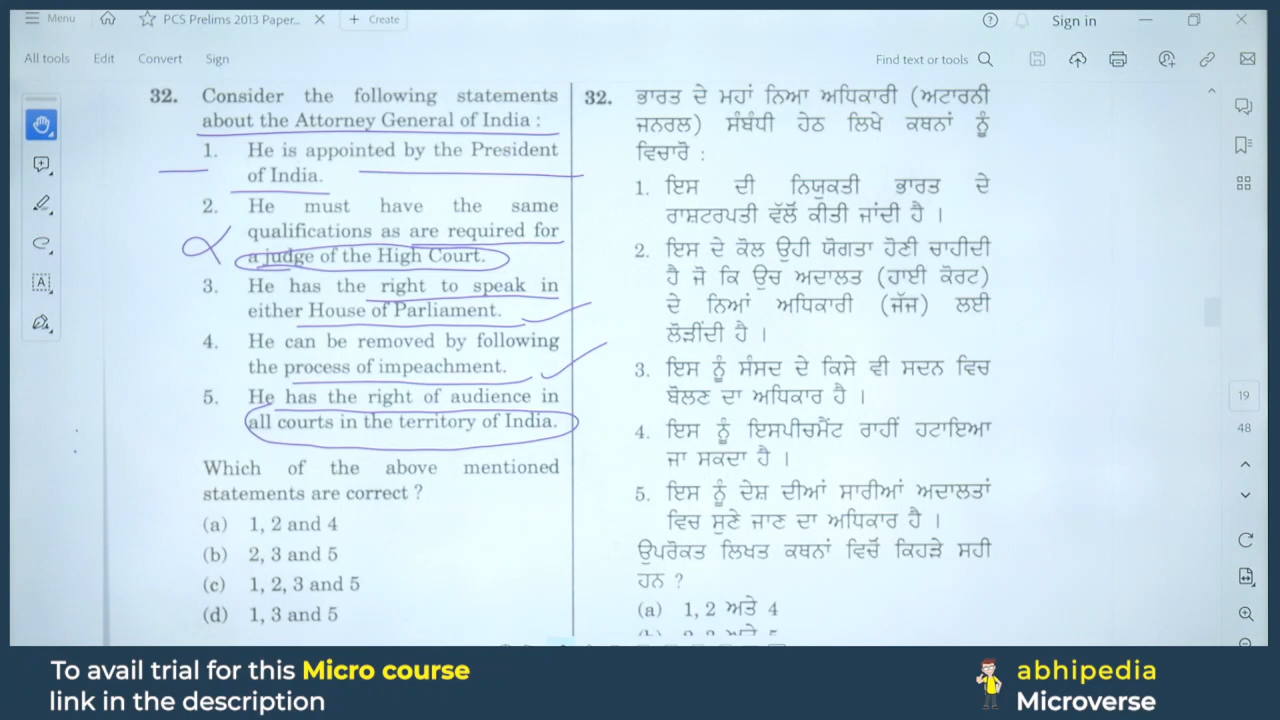 Menu
PCS Prelims 2013 Paper...
Create
Sign in
All tools Edit Convert Sign
Find text or tools
32. Consider the following statements
about the Attorney General of India :
1. He is appointed by the President
of India.
2. He must have the same
qualifications as are required for
a judge of the High Court.
3. He has the right to speak in
either House of Parliament.
4. He can be removed by following
the process of impeachment.
5. He has the right of audience in
all courts in the territory of India.
Which of the above mentioned
statements are correct ?
(a) 1, 2 and 4
(b) 2, 3 and 5
(c) 1, 2, 3 and 5
(d) 1, 3 and 5
32. ਭਾਰਤ ਦੇ ਮਹਾਂ ਨਿਆ ਅਧਿਕਾਰੀ (ਅਟਾਰਨੀ
ਜਨਰਲ) ਸੰਬੰਧੀ ਹੇਠ ਲਿਖੇ ਕਥਨਾਂ ਨੂੰ
ਵਿਚਾਰੋ :
1. ਇਸ ਦੀ ਨਿਯੁਕਤੀ ਭਾਰਤ ਦੇ
ਰਾਸ਼ਟਰਪਤੀ ਵੱਲੋਂ ਕੀਤੀ ਜਾਂਦੀ ਹੈ ।
2. ਇਸ ਦੇ ਕੋਲ ਉਹੀ ਯੋਗਤਾ ਹੋਣੀ ਚਾਹੀਦੀ
ਹੈ ਜੋ ਕਿ ਉਚ ਅਦਾਲਤ (ਹਾਈ ਕੋਰਟ)
ਦੇ ਨਿਆਂ ਅਧਿਕਾਰੀ (ਜੱਜ) ਲਈ
ਲੋੜੀਂਦੀ ਹੈ ।
3. ਇਸ ਨੂੰ ਸੰਸਦ ਦੇ ਕਿਸੇ ਵੀ ਸਦਨ ਵਿਚ
ਬੋਲਣ ਦਾ ਅਧਿਕਾਰ ਹੈ ।
4. ਇਸ ਨੂੰ ਇਸਪੀਚਮੈਂਟ ਰਾਹੀਂ ਹਟਾਇਆ
ਜਾ ਸਕਦਾ ਹੈ ।
5. ਇਸ ਨੂੰ ਦੇਸ਼ ਦੀਆਂ ਸਾਰੀਆਂ ਅਦਾਲਤਾਂ
ਵਿਚ ਸੁਣੇ ਜਾਣ ਦਾ ਅਧਿਕਾਰ ਹੈ ।
ਉਪਰੋਕਤ ਲਿਖਤ ਕਥਨਾਂ ਵਿਚੋਂ ਕਿਹੜੇ ਸਹੀ
ਹਨ ?
(a) 1, 2 ਅਤੇ 4
19
48
To avail trial for this Micro course
link in the description
abhipedia
Microverse